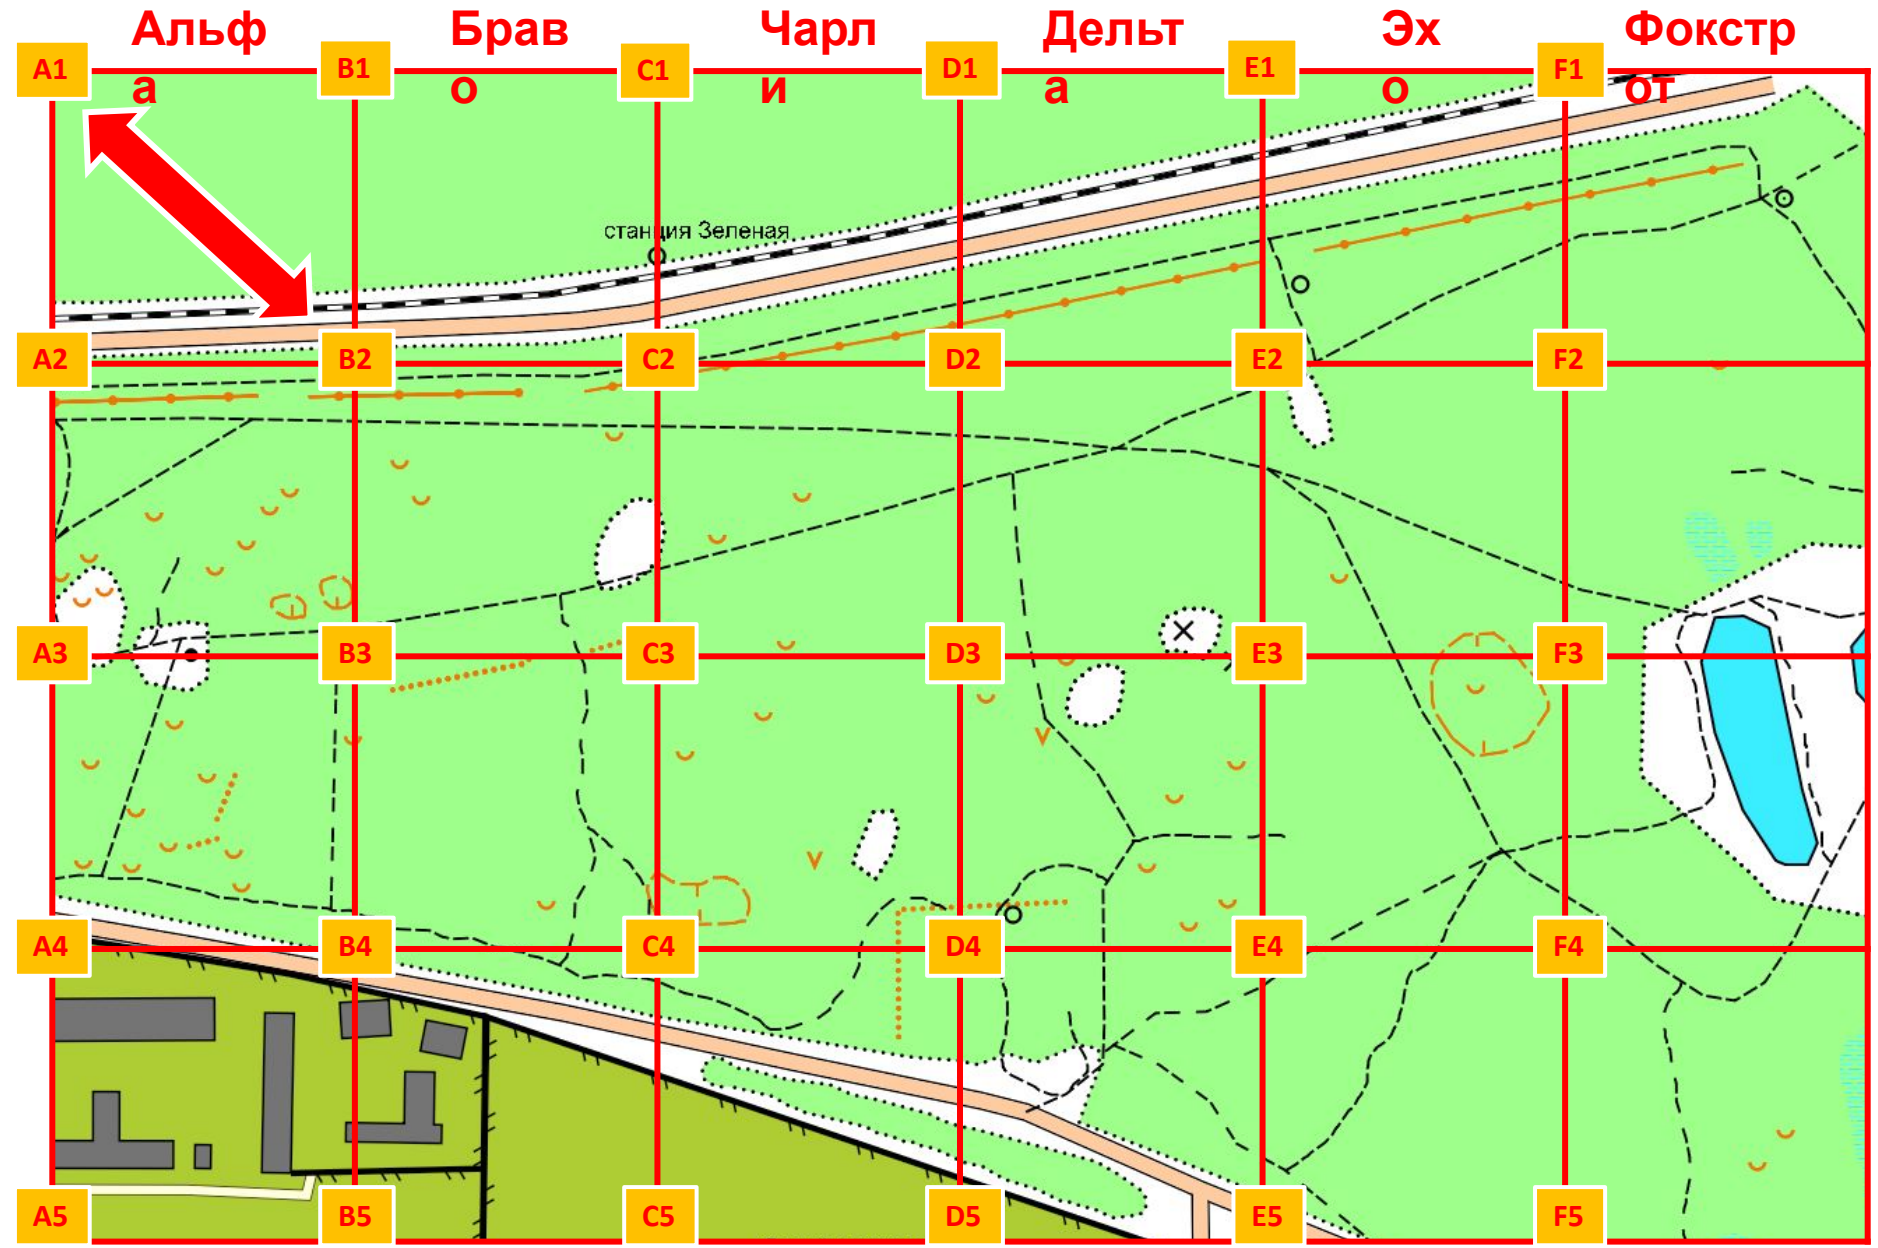 Альф Брав Чарл Дельт Эх Фокстр
а о и а о от
A1 B1 C1 D1 E1 F1
станция Зеленая
A2 B2 C2 D2 E2 F2
A3 B3 C3 D3 E3 F3
A4 B4 C4 D4 E4 F4
A5 B5 C5 D5 E5 F5